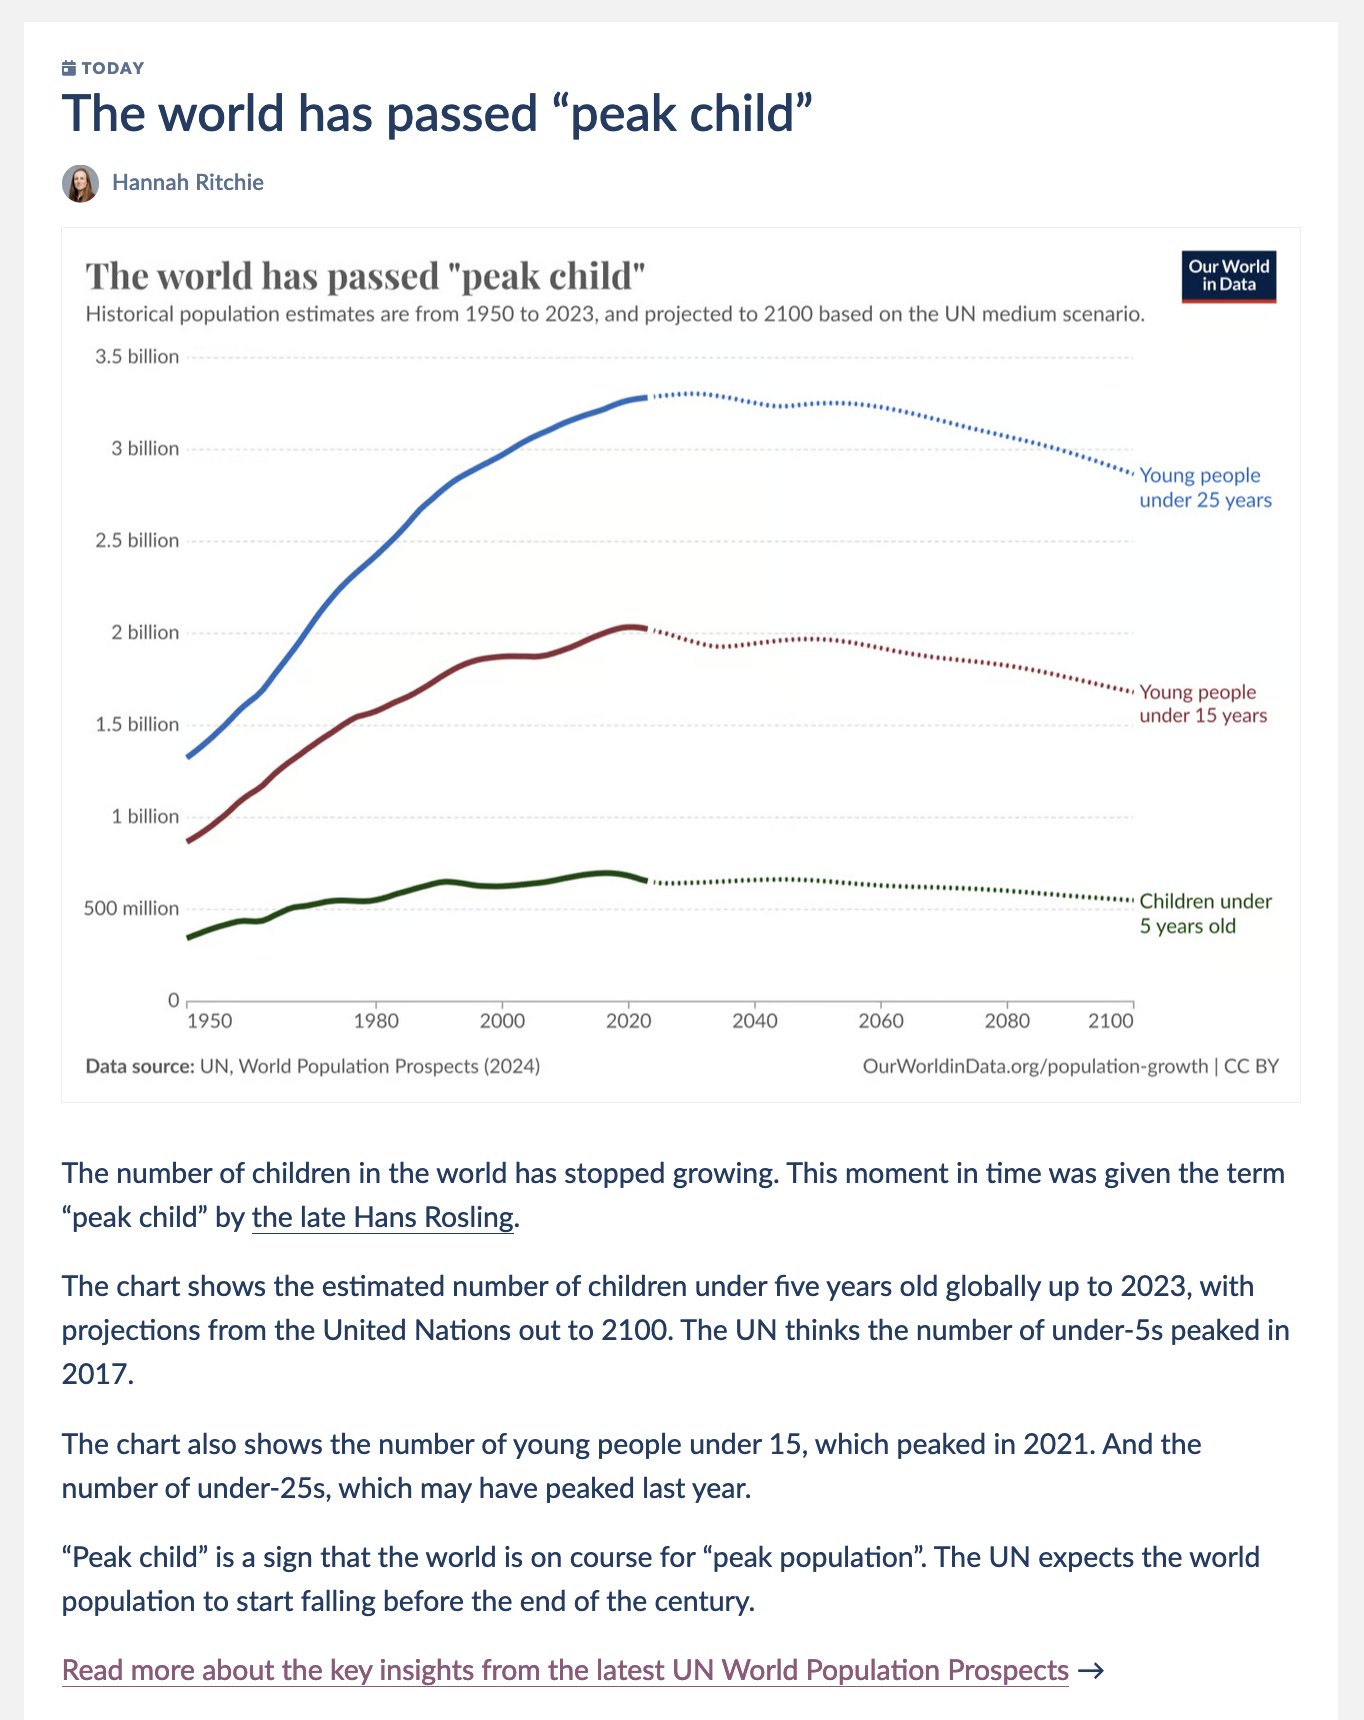 TODAY
The world has passed “peak child”
Hannah Ritchie
The world has passed "peak child"
Historical population estimates are from 1950 to 2023, and projected to 2100 based on the UN medium scenario.
Our World
in Data
3.5 billion
3 billion
2.5 billion
2 billion
1.5 billion
1 billion
500 million
0
Young people
under 25 years
Young people
under 15 years
Children under
5 years old
1950 1980 2000 2020 2040 2060 2080 2100
Data source: UN, World Population Prospects (2024)
OurWorldinData.org/population-growth | CC BY
The number of children in the world has stopped growing. This moment in time was given the term
“peak child” by the late Hans Rosling.
The chart shows the estimated number of children under five years old globally up to 2023, with
projections from the United Nations out to 2100. The UN thinks the number of under-5s peaked in
2017.
The chart also shows the number of young people under 15, which peaked in 2021. And the
number of under-25s, which may have peaked last year.
“Peak child” is a sign that the world is on course for “peak population”. The UN expects the world
population to start falling before the end of the century.
Read more about the key insights from the latest UN World Population Prospects →